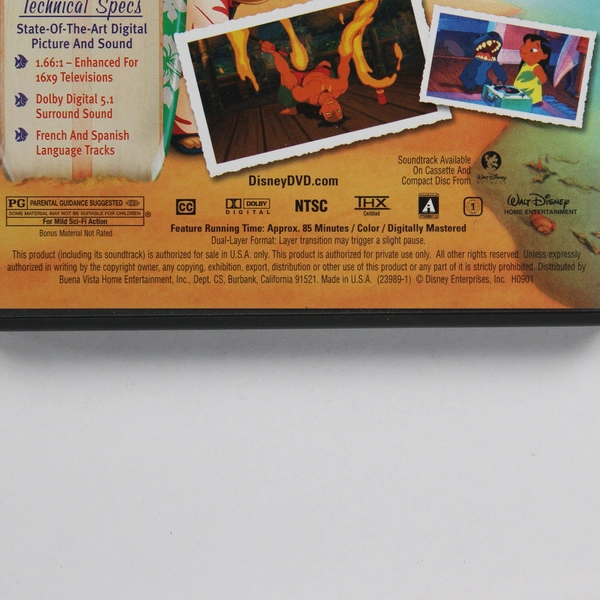 Technical Specs
State-Of-The-Art Digital
Picture And Sound
1.66:1 – Enhanced For
16x9 Televisions
Dolby Digital 5.1
Surround Sound
French And Spanish
Language Tracks
DisneyDVD.com
Soundtrack Available
On Cassette And
Compact Disc From
WALT DISNEY
PG PARENTAL GUIDANCE SUGGESTED
SOME MATERIAL MAY NOT BE SUITABLE FOR CHILDREN ®
For Mild Sci-Fi Action
Bonus Material Not Rated
CC
DOLBY
DIGITAL
NTSC
THX
Certified
A
1
WALT DISNEY
HOME ENTERTAINMENT
Feature Running Time: Approx. 85 Minutes / Color / Digitally Mastered
Dual-Layer Format: Layer transition may trigger a slight pause.
This product (including its soundtrack) is authorized for sale in U.S.A. only. This product is authorized for private use only. All other rights reserved. Unless expressly
authorized in writing by the copyright owner, any copying, exhibition, export, distribution or other use of this product or any part of it is strictly prohibited. Distributed by
Buena Vista Home Entertainment, Inc., Dept. CS, Burbank, California 91521. Made in U.S.A. (23989-1) © Disney Enterprises, Inc. H0901